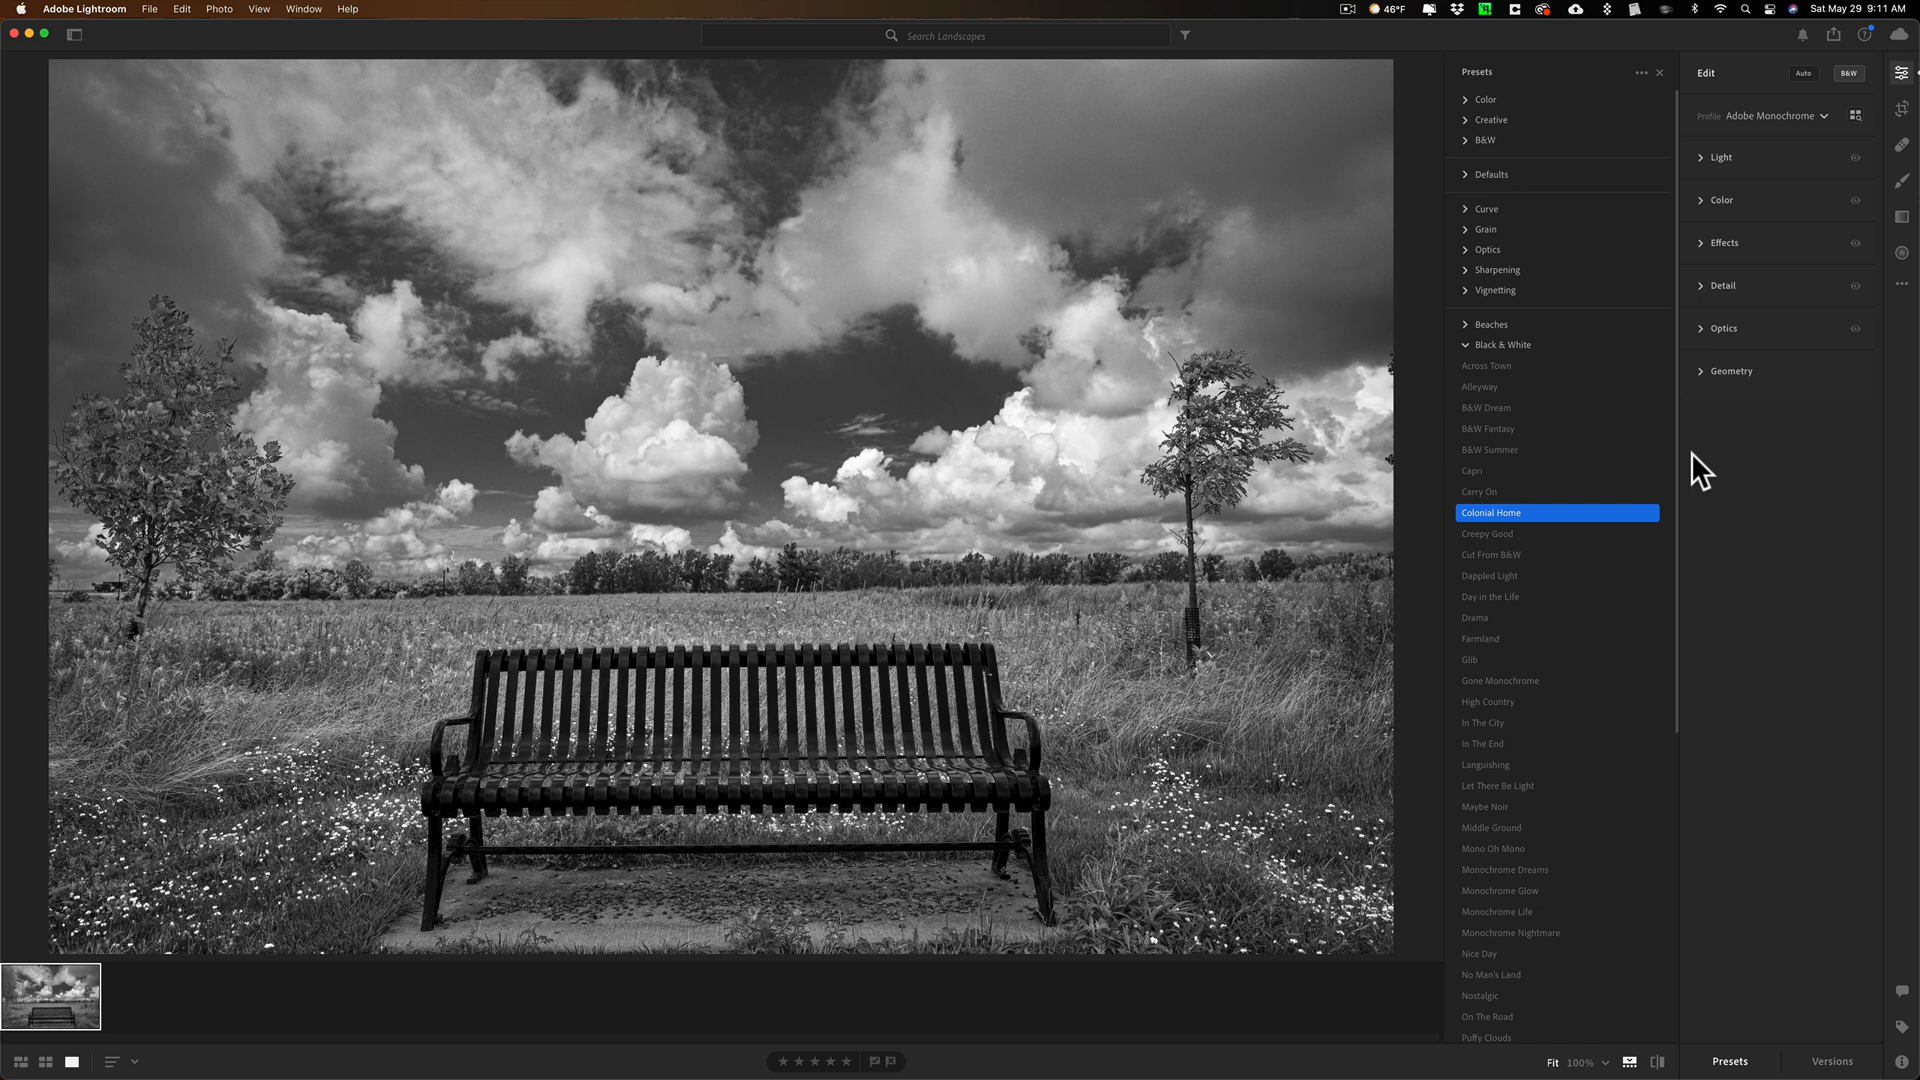 Adobe Lightroom File Edit Photo View Window Help
46°F Sat May 29 9:11 AM
Search Landscapes
Presets
Color
Creative
B&W
Defaults
Curve
Grain
Optics
Sharpening
Vignetting
Beaches
Black & White
Across Town
Alleyway
B&W Dream
B&W Fantasy
B&W Summer
Capri
Carry On
Colonial Home
Creepy Good
Cut From B&W
Dappled Light
Day in the Life
Drama
Farmland
Glib
Gone Monochrome
High Country
In The City
In The End
Languishing
Let There Be Light
Maybe Noir
Middle Ground
Mono Oh Mono
Monochrome Dreams
Monochrome Glow
Monochrome Life
Monochrome Nightmare
Nice Day
No Man's Land
Nostalgic
On The Road
Puffy Clouds
Edit Auto B&W
Profile Adobe Monochrome
Light
Color
Effects
Detail
Optics
Geometry
Fit 100%
Presets Versions